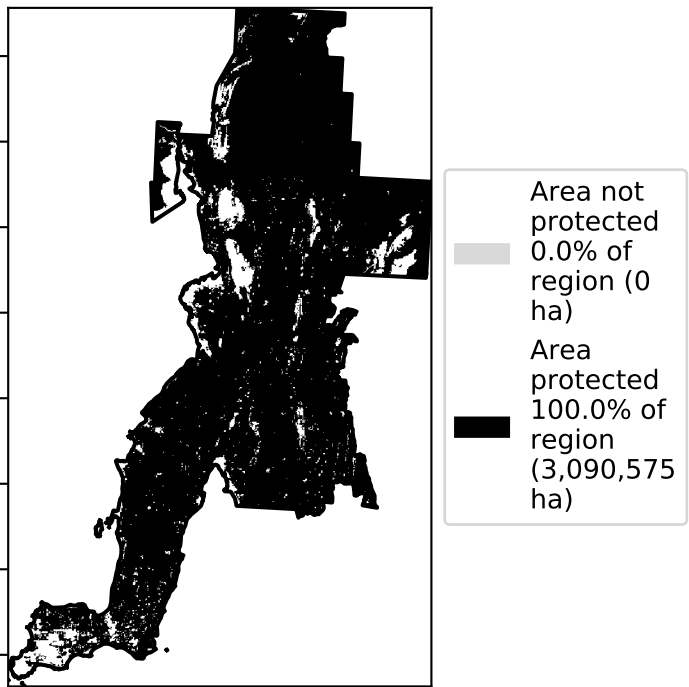 Area not
protected
0.0% of
region (0
ha)
Area
protected
100.0% of
region
(3,090,575
ha)